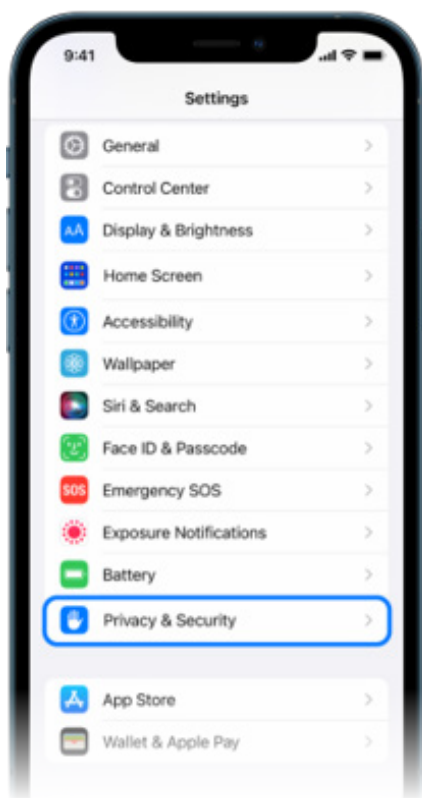 9:41
Settings
General
Control Center
AA Display & Brightness
Home Screen
Accessibility
Wallpaper
Siri & Search
Face ID & Passcode
SOS Emergency SOS
Exposure Notifications
Battery
Privacy & Security
App Store
Wallet & Apple Pay